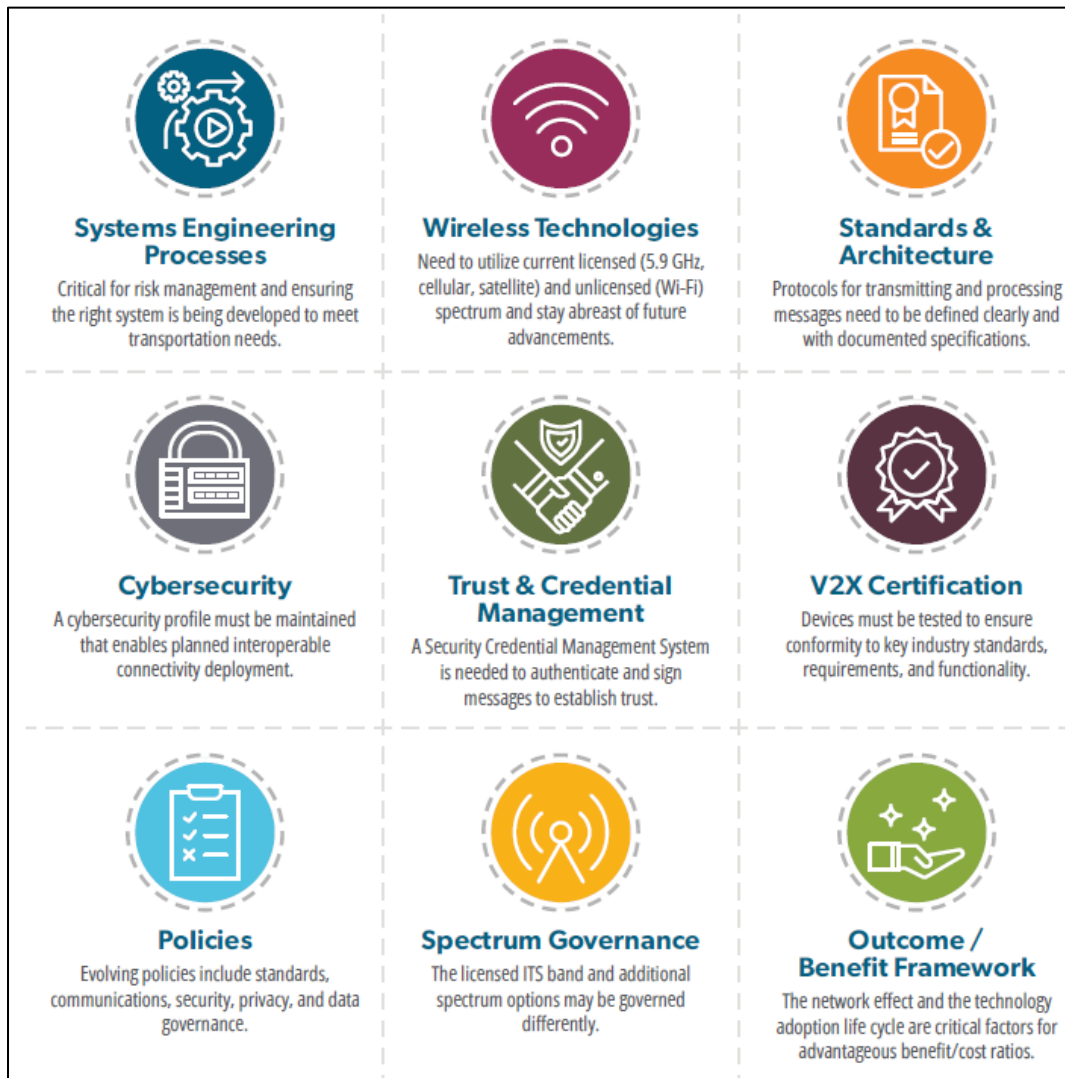 Systems Engineering
Processes
Critical for risk management and ensuring
the right system is being developed to meet
transportation needs.
Wireless Technologies
Need to utilize current licensed (5.9 GHz,
cellular, satellite) and unlicensed (Wi-Fi)
spectrum and stay abreast of future
advancements.
Standards &
Architecture
Protocols for transmitting and processing
messages need to be defined clearly and
with documented specifications.
Cybersecurity
A cybersecurity profile must be maintained
that enables planned interoperable
connectivity deployment.
Trust & Credential
Management
A Security Credential Management System
is needed to authenticate and sign
messages to establish trust.
V2X Certification
Devices must be tested to ensure
conformity to key industry standards,
requirements, and functionality.
Policies
Evolving policies include standards,
communications, security, privacy, and data
governance.
Spectrum Governance
The licensed ITS band and additional
spectrum options may be governed
differently.
Outcome /
Benefit Framework
The network effect and the technology
adoption life cycle are critical factors for
advantageous benefit/cost ratios.